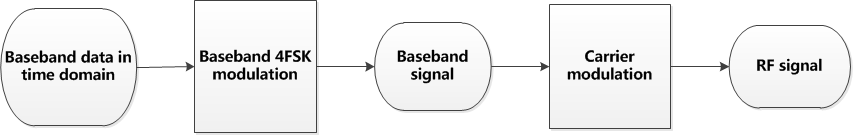 Baseband data in
time domain
Baseband 4FSK
modulation
Baseband
signal
Carrier
modulation
RF signal